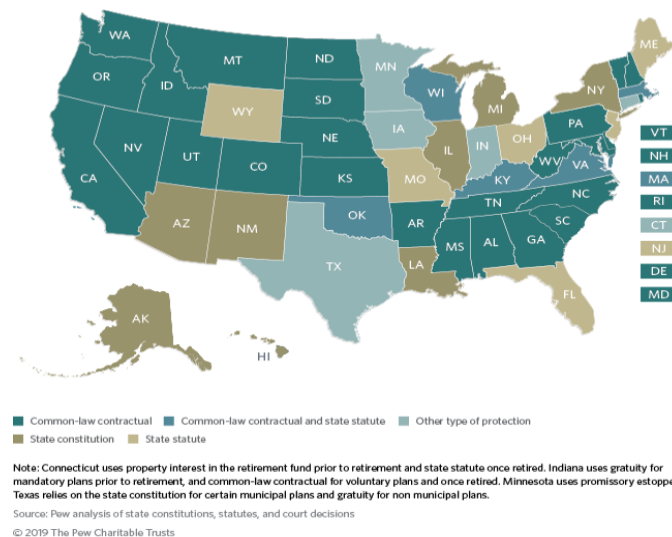 WA
MT
ND
MN
ME
OR
ID
SD
WI
NY
WY
MI
NE
IA
PA
NV
UT
CO
IL
IN
OH
WV
VA
CA
KS
MO
KY
NC
TN
AZ
NM
OK
AR
SC
MS
AL
GA
TX
LA
FL
AK
HI
VT
NH
MA
RI
CT
NJ
DE
MD
Common-law contractual
Common-law contractual and state statute
Other type of protection
State constitution
State statute
Note: Connecticut uses property interest in the retirement fund prior to retirement and state statute once retired. Indiana uses gratuity for
mandatory plans prior to retirement, and common-law contractual for voluntary plans and once retired. Minnesota uses promissory estoppe
Texas relies on the state constitution for certain municipal plans and gratuity for non municipal plans.
Source: Pew analysis of state constitutions, statutes, and court decisions
© 2019 The Pew Charitable Trusts